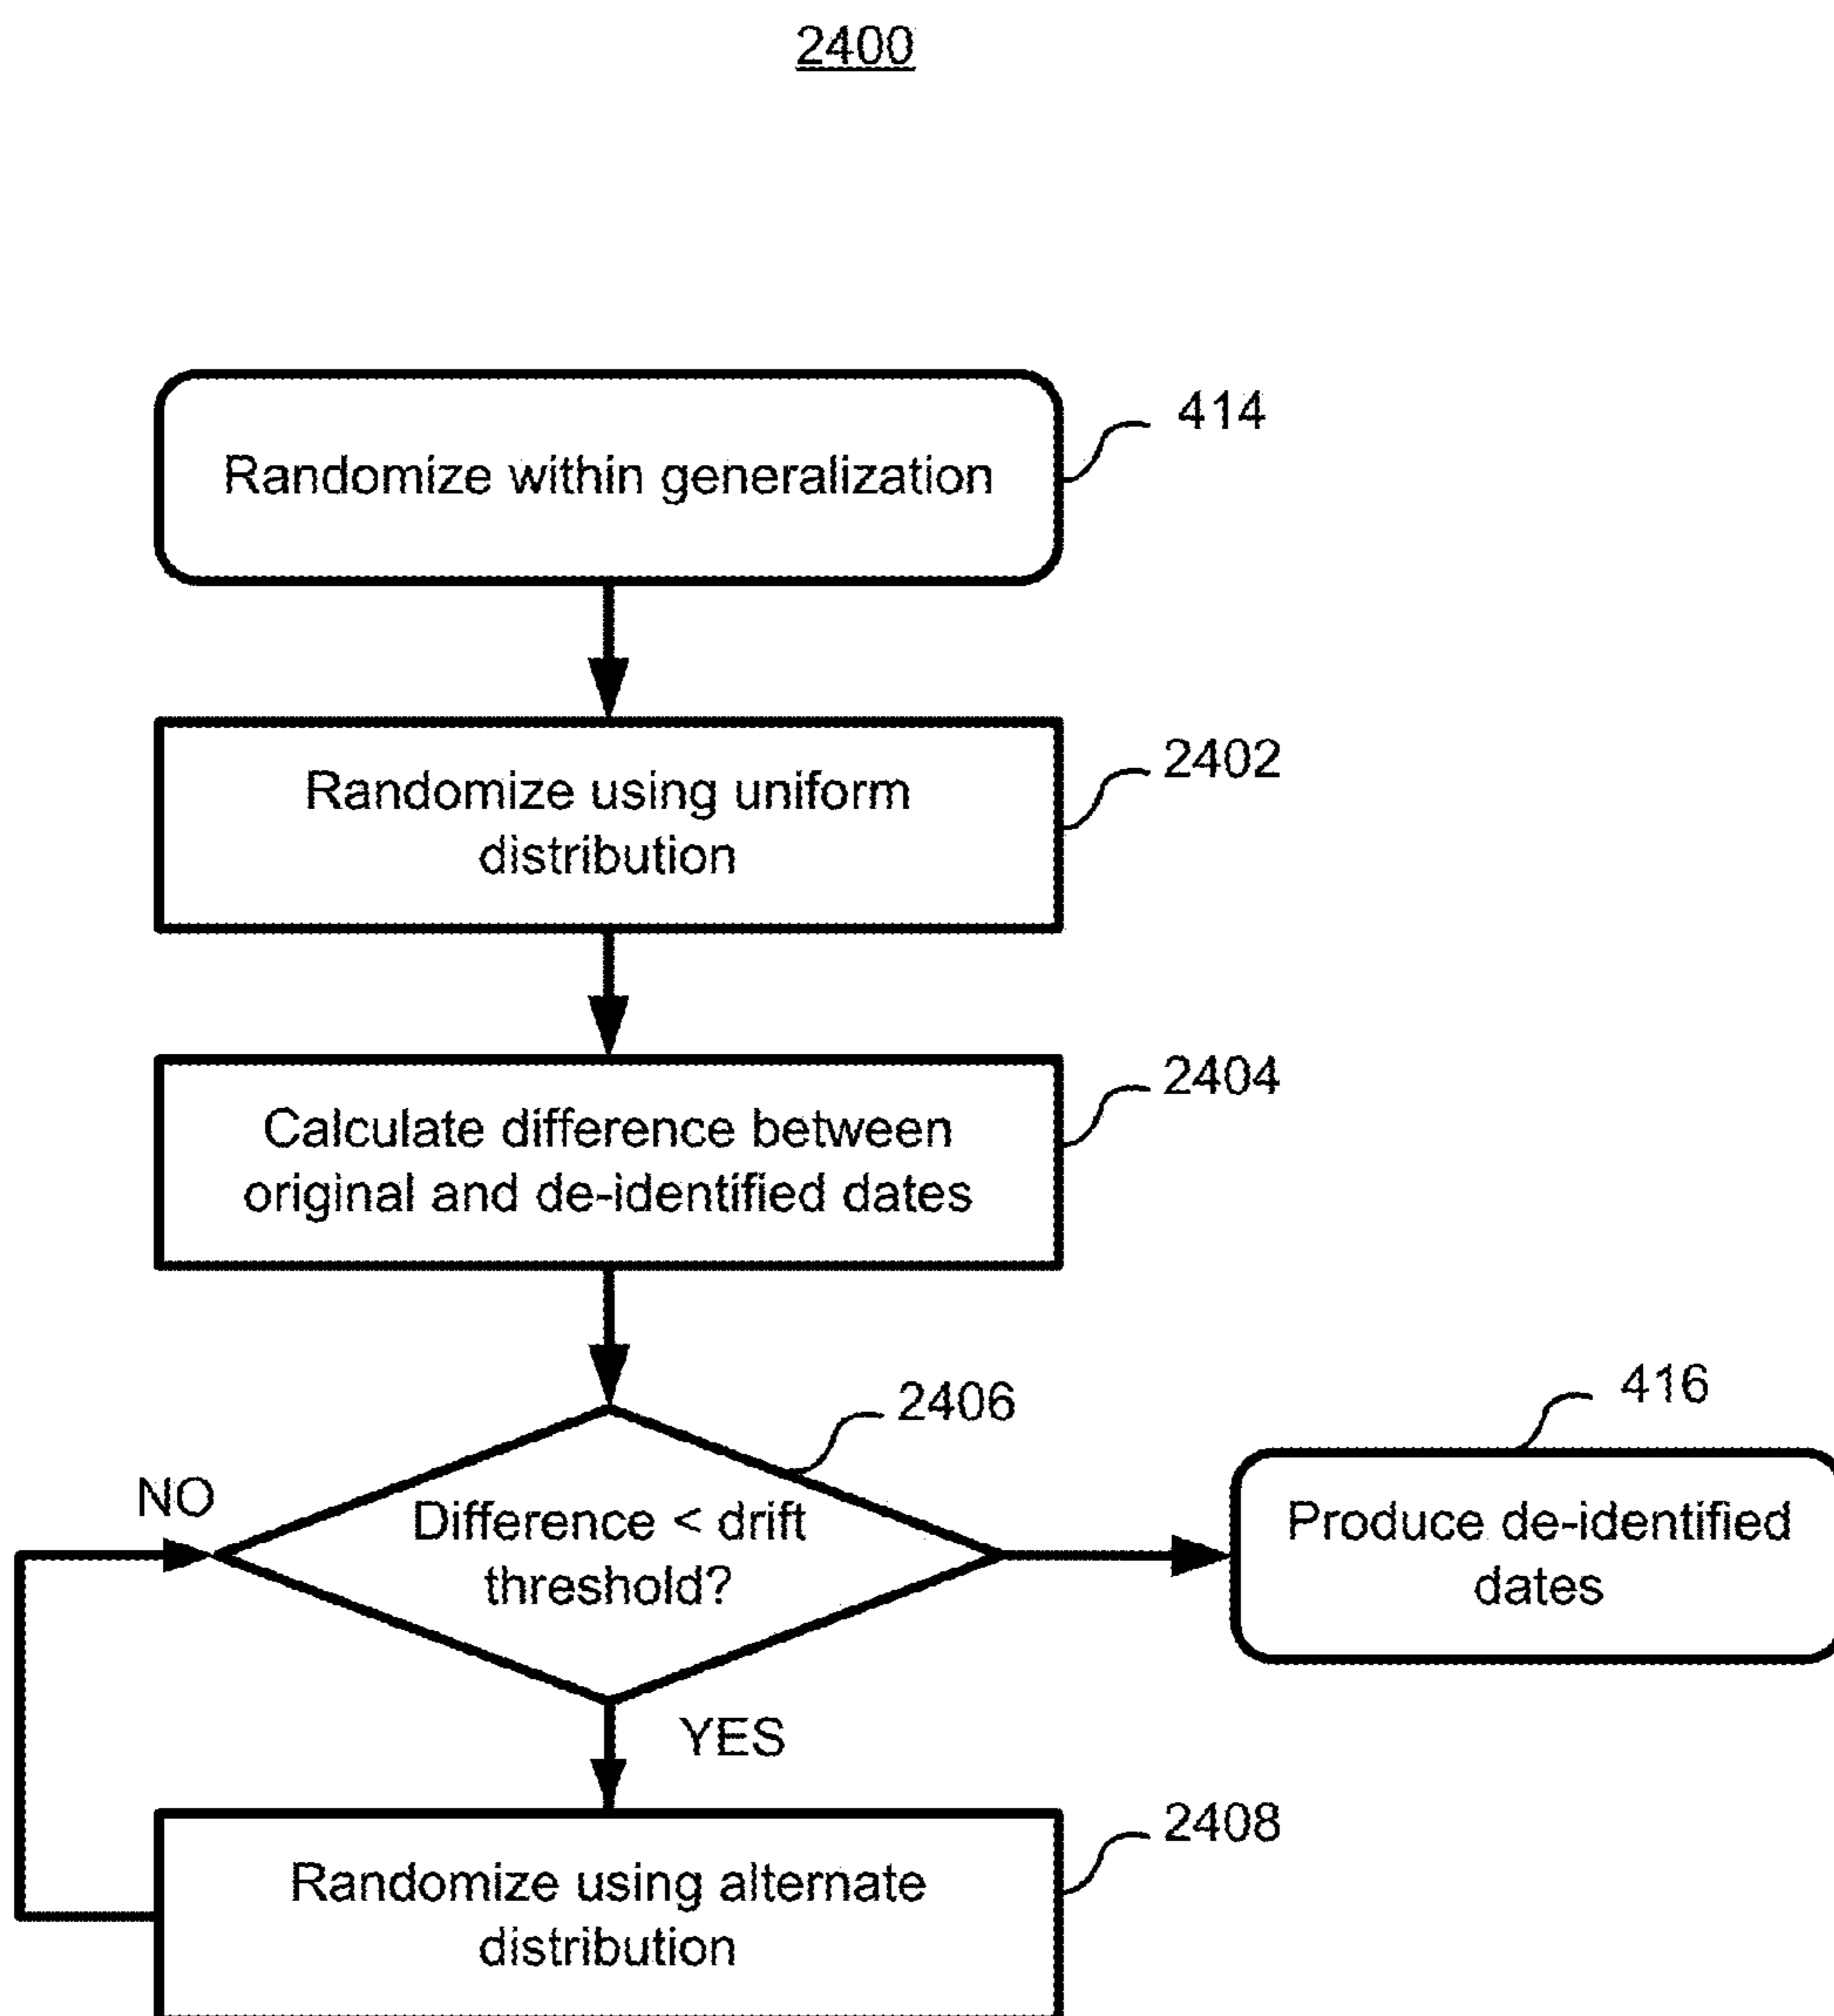 2400
414
Randomize within generalization
2402
Randomize using uniform
distribution
2404
Calculate difference between
original and de-identified dates
2406
416
NO
Difference < drift
threshold?
Produce de-identified
dates
YES
2408
Randomize using alternate
distribution